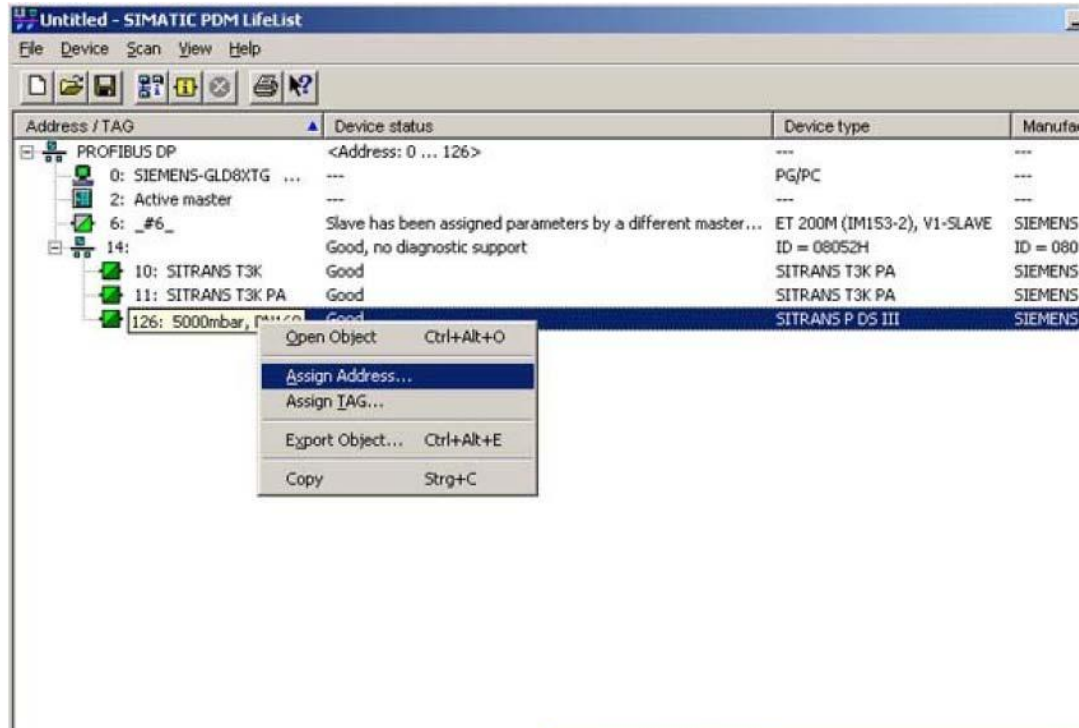 Untitled - SIMATIC PDM LifeList
File Device Scan View Help
Address / TAG Device status Device type Manufac
PROFIBUS DP <Address: 0 ... 126> --- ---
0: SIEMENS-GLD8XTG ... --- PG/PC ---
2: Active master --- --- ---
6: _#6_ Slave has been assigned parameters by a different master... ET 200M (IM153-2), V1-SLAVE SIEMENS
14: Good, no diagnostic support ID = 08052H ID = 080
10: SITRANS T3K Good SITRANS T3K PA SIEMENS
11: SITRANS T3K PA Good SITRANS T3K PA SIEMENS
126: 5000mbar, Good SITRANS P DS III SIEMENS
Open Object Ctrl+Alt+O
Assign Address...
Assign TAG...
Export Object... Ctrl+Alt+E
Copy Strg+C